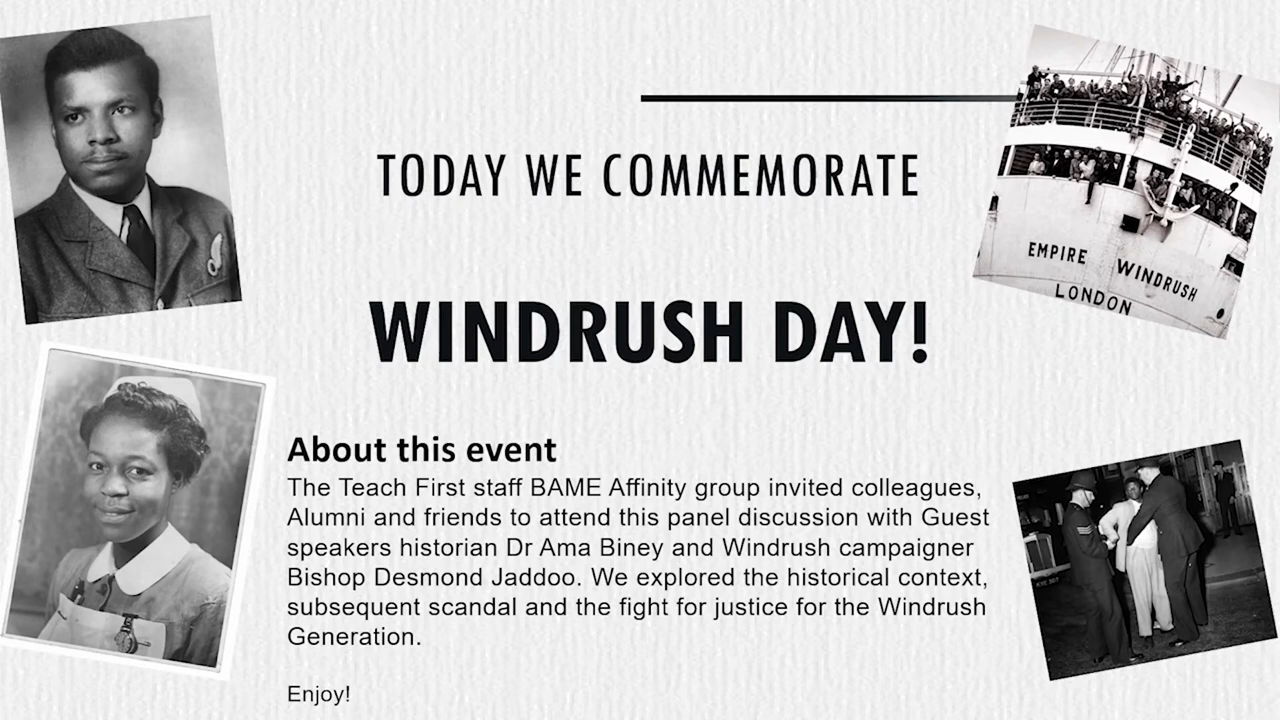 TODAY WE COMMEMORATE
WINDRUSH DAY!
EMPIRE WINDRUSH
LONDON
About this event
The Teach First staff BAME Affinity group invited colleagues,
Alumni and friends to attend this panel discussion with Guest
speakers historian Dr Ama Biney and Windrush campaigner
Bishop Desmond Jaddoo. We explored the historical context,
subsequent scandal and the fight for justice for the Windrush
Generation.
Enjoy!